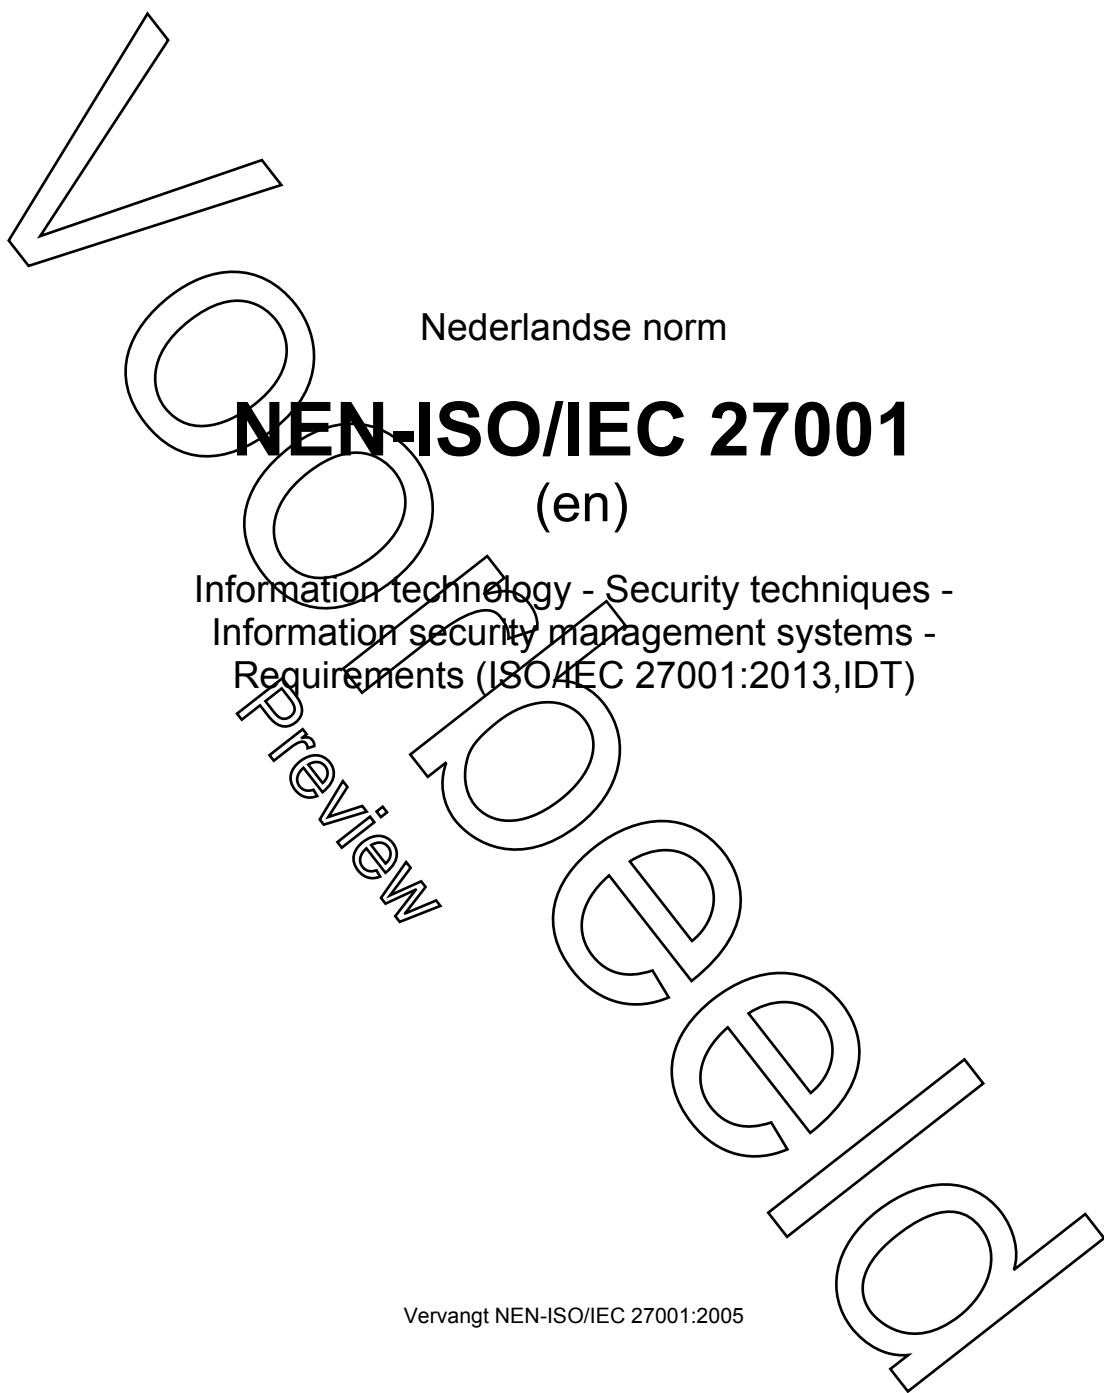 Nederlandse norm
NEN-ISO/IEC 27001
(en)
Information technology - Security techniques -
Information security management systems -
Requirements (ISO/IEC 27001:2013,IDT)
Voorbeeld
Preview
Vervangt NEN-ISO/IEC 27001:2005